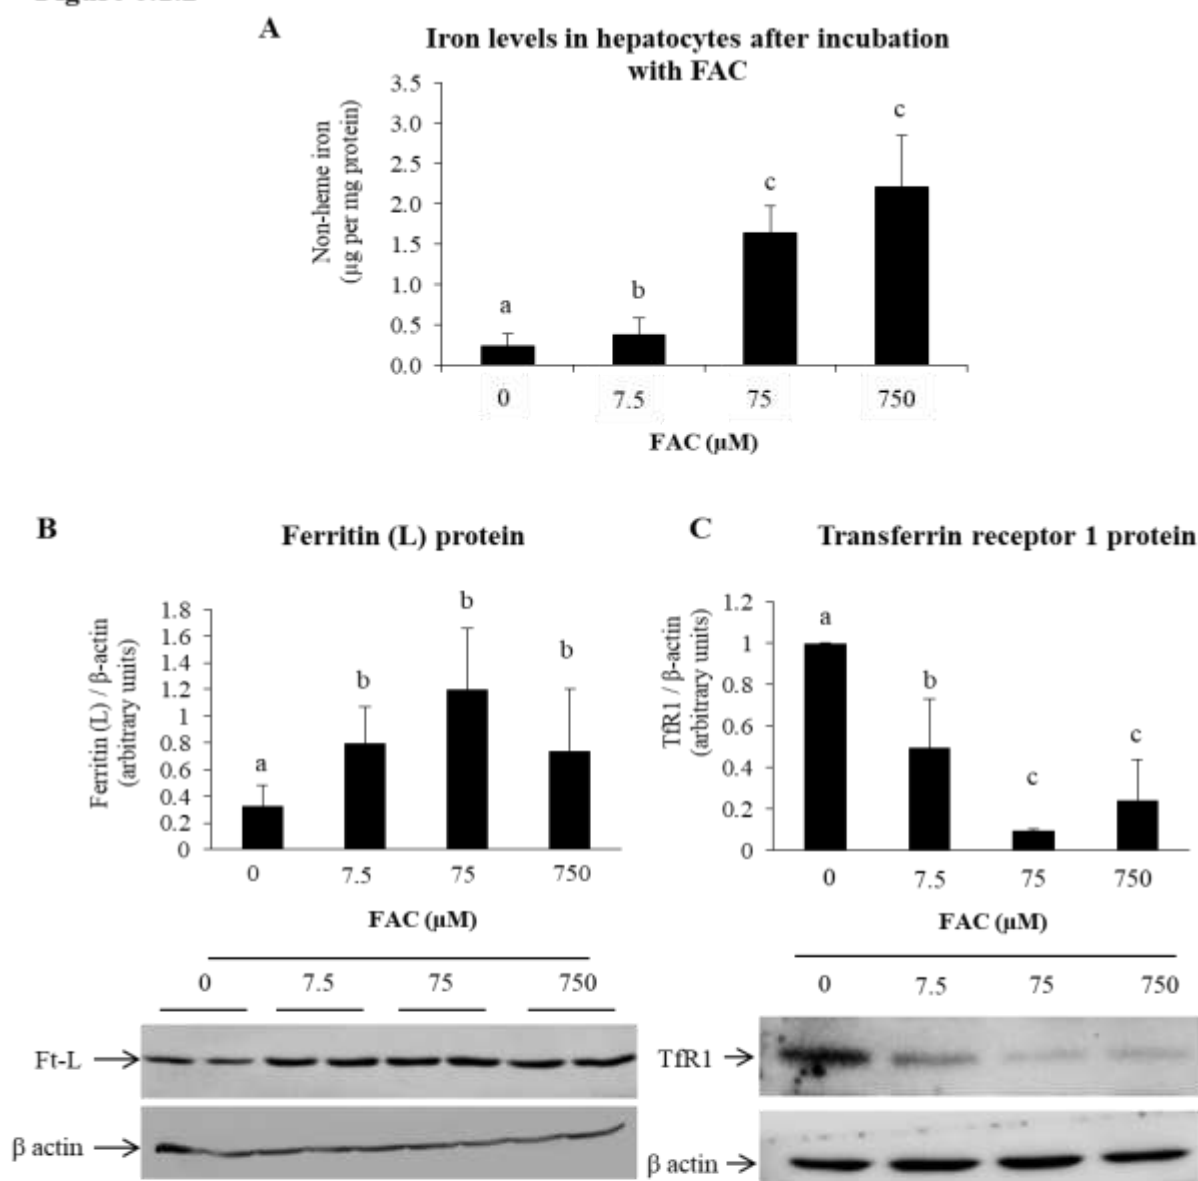 A
Iron levels in hepatocytes after incubation
with FAC
Non-heme iron
(µg per mg protein)
3.5
3.0
2.5
2.0
1.5
1.0
0.5
0.0
a
b
c
c
0 7.5 75 750
FAC (µM)
B
Ferritin (L) protein
Ferritin (L) / β-actin
(arbitrary units)
1.8
1.6
1.4
1.2
1
0.8
0.6
0.4
0.2
0
a
b
b
b
0 7.5 75 750
FAC (µM)
0 7.5 75 750
Ft-L
β actin
C
Transferrin receptor 1 protein
TfR1 / β-actin
(arbitrary units)
1.2
1
0.8
0.6
0.4
0.2
0
a
b
c
c
0 7.5 75 750
FAC (µM)
0 7.5 75 750
TfR1
β actin